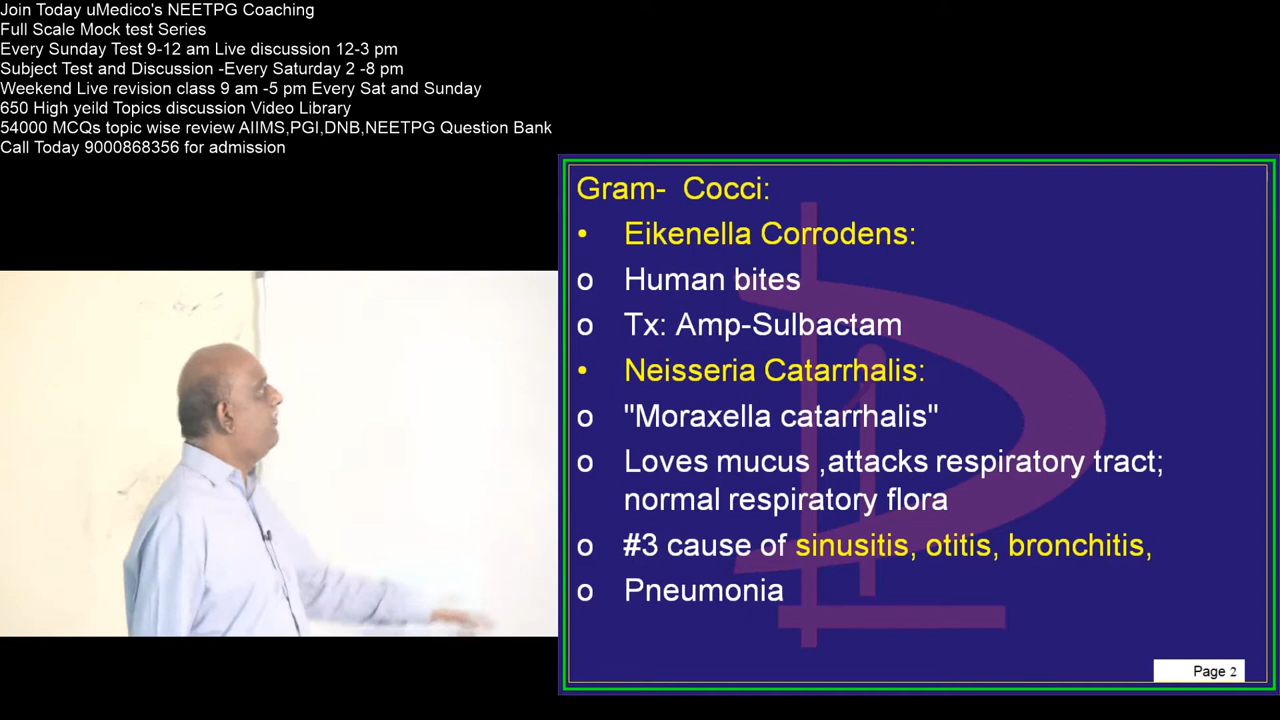 Join Today uMedico's NEETPG Coaching
Full Scale Mock test Series
Every Sunday Test 9-12 am Live discussion 12-3 pm
Subject Test and Discussion -Every Saturday 2 -8 pm
Weekend Live revision class 9 am -5 pm Every Sat and Sunday
650 High yeild Topics discussion Video Library
54000 MCQs topic wise review AIIMS,PGI,DNB,NEETPG Question Bank
Call Today 9000868356 for admission
Gram-  Cocci:
• Eikenella Corrodens:
o Human bites
o Tx: Amp-Sulbactam
• Neisseria Catarrhalis:
o "Moraxella catarrhalis"
o Loves mucus ,attacks respiratory tract;
normal respiratory flora
o #3 cause of sinusitis, otitis, bronchitis,
o Pneumonia
Page 2